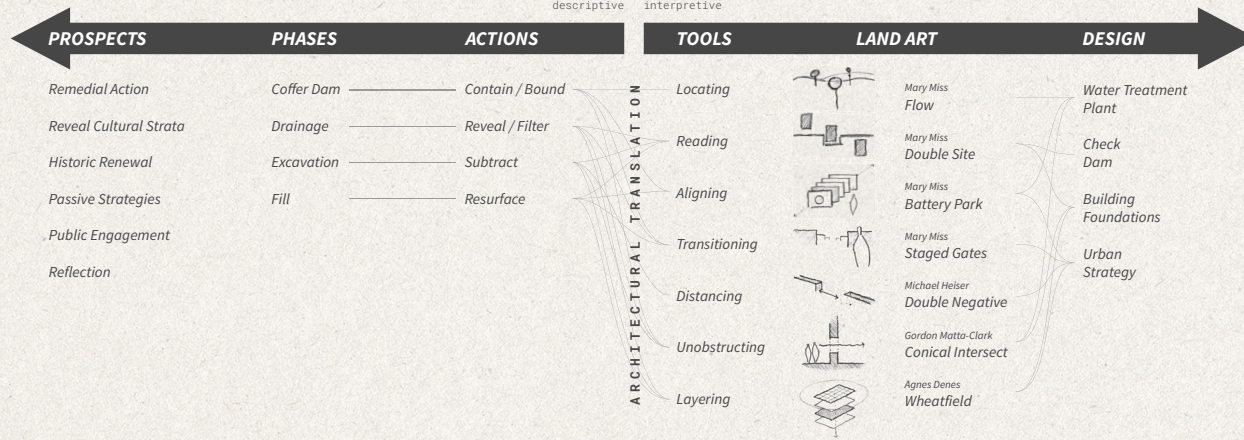 descriptive interpretive
PROSPECTS PHASES ACTIONS TOOLS LAND ART DESIGN
Remedial Action
Reveal Cultural Strata
Historic Renewal
Passive Strategies
Public Engagement
Reflection
Coffer Dam
Drainage
Excavation
Fill
Contain / Bound
Reveal / Filter
Subtract
Resurface
ARCHITECTURAL TRANSLATION
Locating
Reading
Aligning
Transitioning
Distancing
Unobstructing
Layering
Mary Miss
Flow
Mary Miss
Double Site
Mary Miss
Battery Park
Mary Miss
Staged Gates
Michael Heiser
Double Negative
Gordon Matta-Clark
Conical Intersect
Agnes Denes
Wheatfield
Water Treatment
Plant
Check
Dam
Building
Foundations
Urban
Strategy